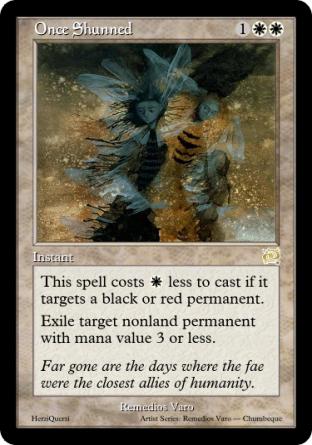 Once Shunned 1
Instant
This spell costs less to cast if it
targets a black or red permanent.
Exile target nonland permanent
with mana value 3 or less.
Far gone are the days where the fae
were the closest allies of humanity.
Remedios Varo
HerziQuerzi Artist Series: Remedios Varo — Chumbeque